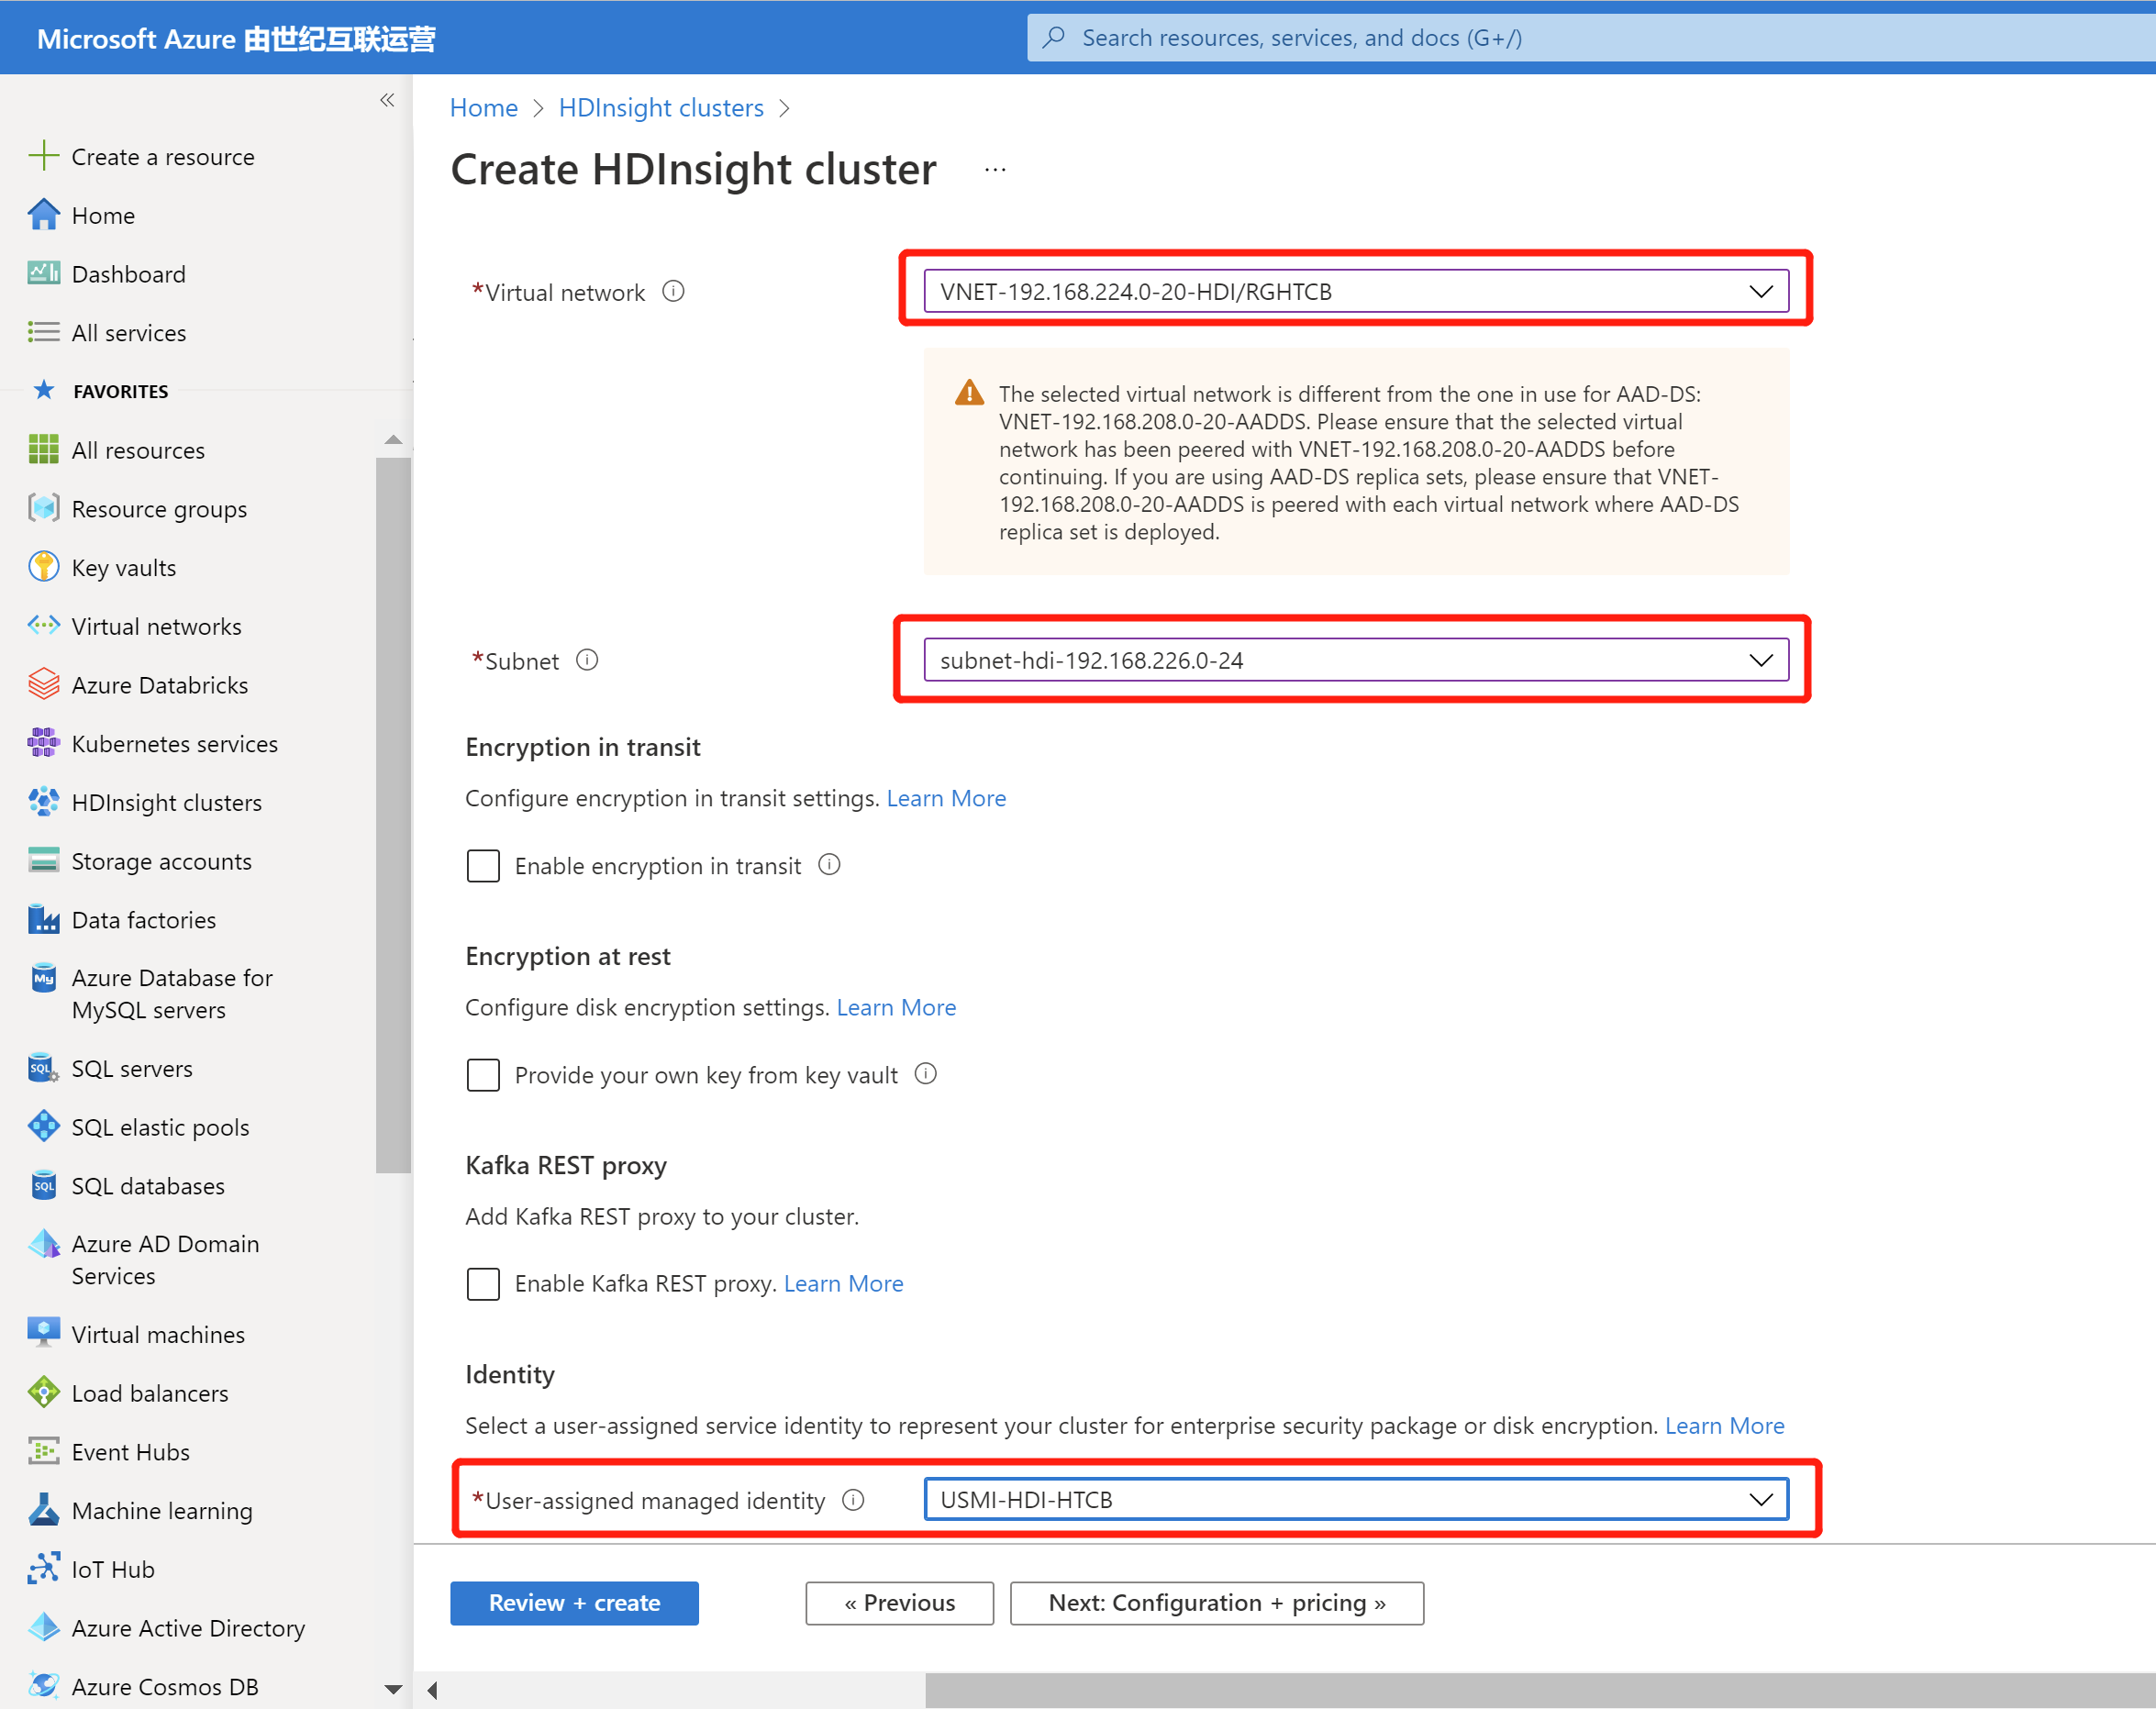 Microsoft Azure 由世纪互联运营
Search resources, services, and docs (G+/)
«
Create a resource
Home
Dashboard
All services
FAVORITES
All resources
Resource groups
Key vaults
Virtual networks
Azure Databricks
Kubernetes services
HDInsight clusters
Storage accounts
Data factories
My
Azure Database for
MySQL servers
SQL
SQL servers
SQL elastic pools
SQL
SQL databases
Azure AD Domain
Services
Virtual machines
Load balancers
Event Hubs
Machine learning
IoT Hub
Azure Active Directory
Azure Cosmos DB
Home > HDInsight clusters >
Create HDInsight cluster ...
*Virtual network
VNET-192.168.224.0-20-HDI/RGHTCB
The selected virtual network is different from the one in use for AAD-DS:
VNET-192.168.208.0-20-AADDS. Please ensure that the selected virtual
network has been peered with VNET-192.168.208.0-20-AADDS before
continuing. If you are using AAD-DS replica sets, please ensure that VNET-
192.168.208.0-20-AADDS is peered with each virtual network where AAD-DS
replica set is deployed.
*Subnet
subnet-hdi-192.168.226.0-24
Encryption in transit
Configure encryption in transit settings. Learn More
Enable encryption in transit
Encryption at rest
Configure disk encryption settings. Learn More
Provide your own key from key vault
Kafka REST proxy
Add Kafka REST proxy to your cluster.
Enable Kafka REST proxy. Learn More
Identity
Select a user-assigned service identity to represent your cluster for enterprise security package or disk encryption. Learn More
*User-assigned managed identity
USMI-HDI-HTCB
Review + create
« Previous
Next: Configuration + pricing »